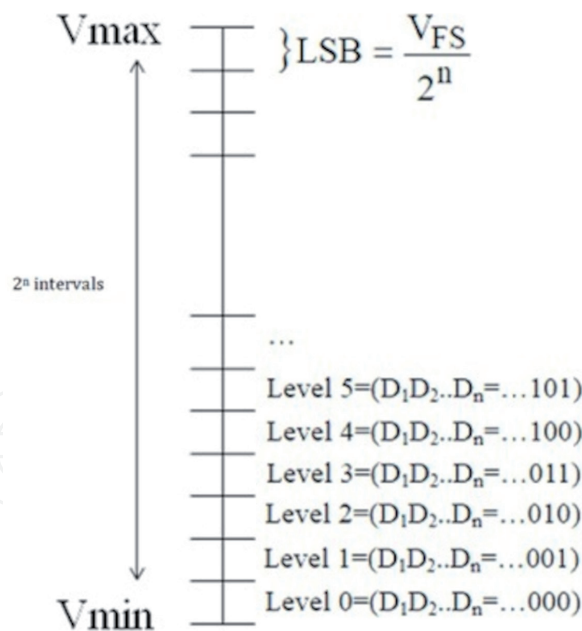 Vmax
}LSB = V_FS / 2^n
2ⁿ intervals
...
Level 5=(D₁D₂..Dₙ=...101)
Level 4=(D₁D₂..Dₙ=...100)
Level 3=(D₁D₂..Dₙ=...011)
Level 2=(D₁D₂..Dₙ=...010)
Level 1=(D₁D₂..Dₙ=...001)
Level 0=(D₁D₂..Dₙ=...000)
Vmin